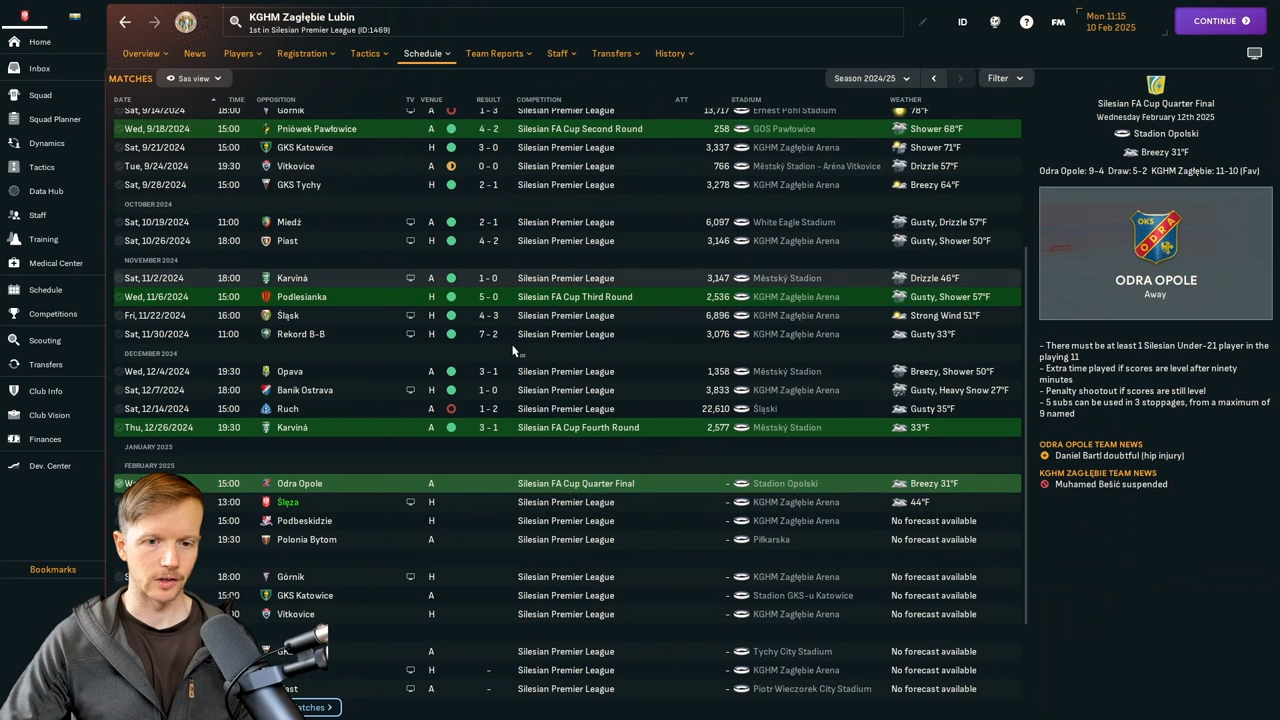 KGHM Zagłębie Lubin
1st in Silesian Premier League (ID:1469)
ID
FM
Mon 11:15
10 Feb 2025
CONTINUE
Home
Inbox
Squad
Squad Planner
Dynamics
Tactics
Data Hub
Staff
Training
Medical Center
Schedule
Competitions
Scouting
Transfers
Club Info
Club Vision
Finances
Dev. Center
Bookmarks
Overview News Players Registration Tactics Schedule Team Reports Staff Transfers History
MATCHES Sas view Season 2024/25 Filter
DATE TIME OPPOSITION TV VENUE RESULT COMPETITION ATT STADIUM WEATHER
Sat, 9/14/2024 18:00 Górnik A 1 - 3 Silesian Premier League 13,717 Ernest Pohl Stadium 78°F
Wed, 9/18/2024 15:00 Pniówek Pawłowice A 4 - 2 Silesian FA Cup Second Round 258 GOS Pawłowice Shower 68°F
Sat, 9/21/2024 15:00 GKS Katowice H 3 - 0 Silesian Premier League 3,337 KGHM Zagłębie Arena Shower 71°F
Tue, 9/24/2024 19:30 Vítkovice A 0 - 0 Silesian Premier League 766 Městský Stadion - Aréna Vítkovice Drizzle 57°F
Sat, 9/28/2024 15:00 GKS Tychy H 2 - 1 Silesian Premier League 3,278 KGHM Zagłębie Arena Breezy 64°F
OCTOBER 2024
Sat, 10/19/2024 11:00 Miedź A 2 - 1 Silesian Premier League 6,097 White Eagle Stadium Gusty, Drizzle 57°F
Sat, 10/26/2024 18:00 Piast H 4 - 2 Silesian Premier League 3,146 KGHM Zagłębie Arena Gusty, Shower 50°F
NOVEMBER 2024
Sat, 11/2/2024 18:00 Karviná A 1 - 0 Silesian Premier League 3,147 Městský Stadion Drizzle 46°F
Wed, 11/6/2024 15:00 Podlesianka H 5 - 0 Silesian FA Cup Third Round 2,536 KGHM Zagłębie Arena Gusty, Shower 57°F
Fri, 11/22/2024 16:00 Śląsk H 4 - 3 Silesian Premier League 6,896 KGHM Zagłębie Arena Strong Wind 51°F
Sat, 11/30/2024 11:00 Rekord B-B H 7 - 2 Silesian Premier League 3,076 KGHM Zagłębie Arena Gusty 33°F
DECEMBER 2024
Wed, 12/4/2024 19:30 Opava A 3 - 1 Silesian Premier League 1,358 Městský Stadion Breezy, Shower 50°F
Sat, 12/7/2024 18:00 Baník Ostrava H 1 - 0 Silesian Premier League 3,833 KGHM Zagłębie Arena Gusty, Heavy Snow 27°F
Sat, 12/14/2024 15:00 Ruch A 1 - 2 Silesian Premier League 22,610 Śląski Gusty 35°F
Thu, 12/26/2024 19:30 Karviná A 3 - 1 Silesian FA Cup Fourth Round 2,577 Městský Stadion 33°F
JANUARY 2025
FEBRUARY 2025
15:00 Odra Opole A Silesian FA Cup Quarter Final - Stadion Opolski Breezy 31°F
13:00 Ślęza H Silesian Premier League - KGHM Zagłębie Arena 44°F
15:00 Podbeskidzie H Silesian Premier League - KGHM Zagłębie Arena No forecast available
19:30 Polonia Bytom A Silesian Premier League - Piłkarska No forecast available
18:00 Górnik H Silesian Premier League - KGHM Zagłębie Arena No forecast available
15:00 GKS Katowice A Silesian Premier League - Stadion GKS-u Katowice No forecast available
Vítkovice H Silesian Premier League - KGHM Zagłębie Arena No forecast available
A Silesian Premier League - Tychy City Stadium No forecast available
H - Silesian Premier League - KGHM Zagłębie Arena No forecast available
A - Silesian Premier League - Piotr Wieczorek City Stadium No forecast available
Silesian FA Cup Quarter Final
Wednesday February 12th 2025
Stadion Opolski
Breezy 31°F
Odra Opole: 9-4 Draw: 5-2 KGHM Zagłębie: 11-10 (Fav)
OKS
ODRA
OPOLE
ODRA OPOLE
Away
- There must be at least 1 Silesian Under-21 player in the
playing 11
- Extra time played if scores are level after ninety
minutes
- Penalty shootout if scores are still level
- 5 subs can be used in 3 stoppages, from a maximum of
9 named
ODRA OPOLE TEAM NEWS
Daniel Bartl doubtful (hip injury)
KGHM ZAGŁĘBIE TEAM NEWS
Muhamed Bešić suspended